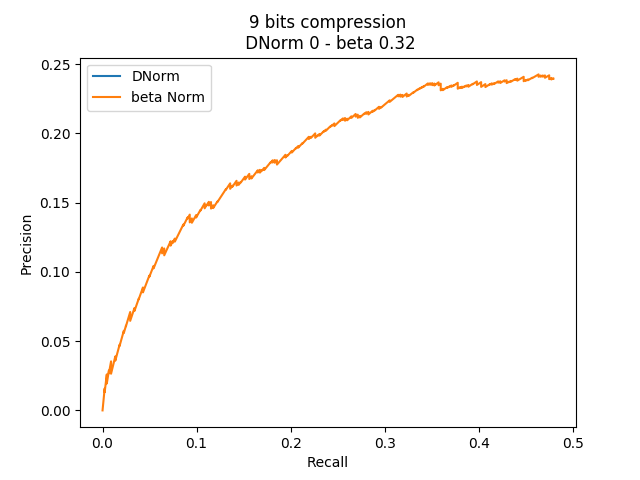 9 bits compression
DNorm 0 - beta 0.32
DNorm
beta Norm
Precision
0.25
0.20
0.15
0.10
0.05
0.00
0.0 0.1 0.2 0.3 0.4 0.5
Recall